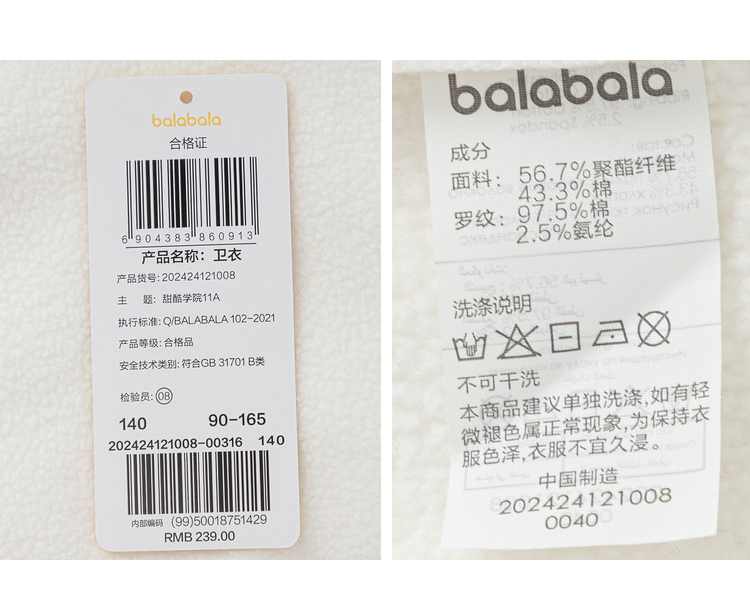 balabala
合格证
6 904383 860913
产品名称：卫衣
产品货号：202424121008
主 题：甜酷学院11A
执行标准：Q/BALABALA 102-2021
产品等级：合格品
安全技术类别：符合GB 31701 B类
检验员：08
140 90-165
202424121008-00316 140
内部编码 (99)50018751429
RMB 239.00
balabala
成分
面料：56.7%聚酯纤维
43.3%棉
罗纹：97.5%棉
2.5%氨纶
洗涤说明
不可干洗
本商品建议单独洗涤,如有轻
微褪色属正常现象,为保持衣
服色泽,衣服不宜久浸。
中国制造
202424121008
0040